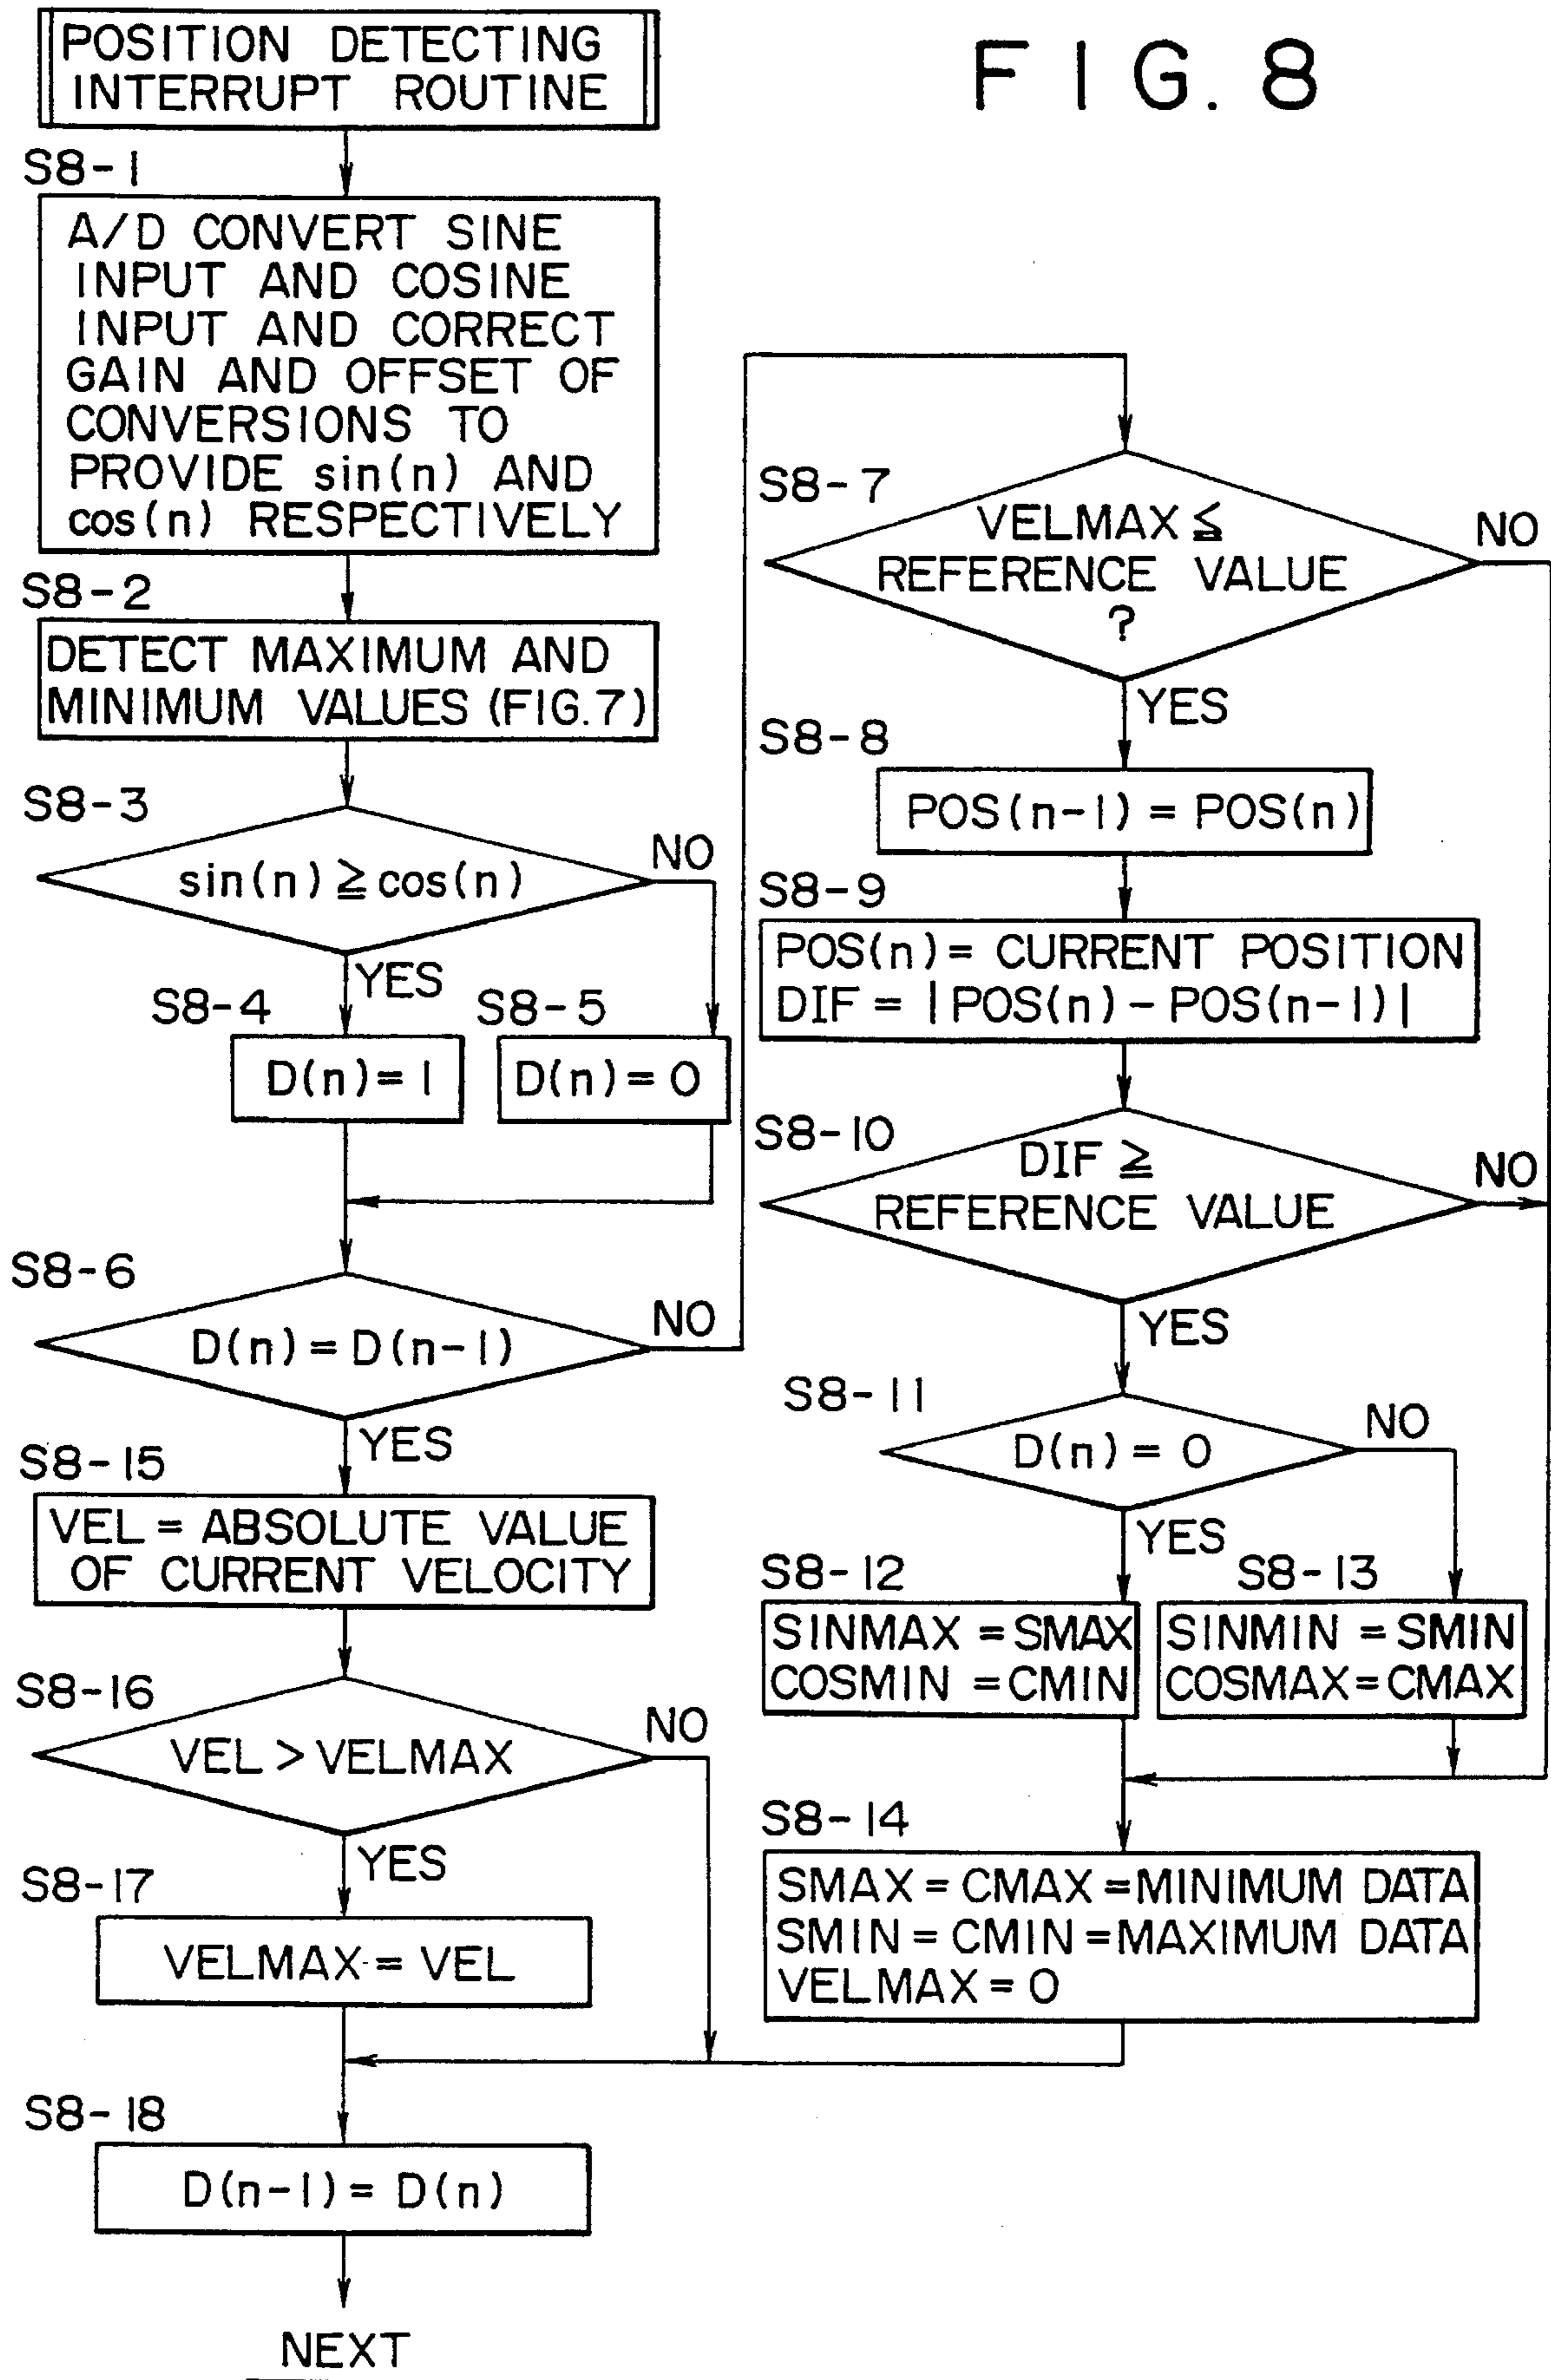 FIG. 8
POSITION DETECTING
INTERRUPT ROUTINE
S8-1
A/D CONVERT SINE
INPUT AND COSINE
INPUT AND CORRECT
GAIN AND OFFSET OF
CONVERSIONS TO
PROVIDE sin(n) AND
cos(n) RESPECTIVELY
S8-2
DETECT MAXIMUM AND
MINIMUM VALUES (FIG.7)
S8-3
sin(n) ≧ cos(n)
NO
YES
S8-4
D(n) = 1
S8-5
D(n) = 0
S8-6
D(n) = D(n-1)
NO
YES
S8-15
VEL = ABSOLUTE VALUE
OF CURRENT VELOCITY
S8-16
VEL > VELMAX
NO
YES
S8-17
VELMAX = VEL
S8-18
D(n-1) = D(n)
NEXT
S8-7
VELMAX ≦
REFERENCE VALUE
?
NO
YES
S8-8
POS(n-1) = POS(n)
S8-9
POS(n) = CURRENT POSITION
DIF = |POS(n) - POS(n-1)|
S8-10
DIF ≧
REFERENCE VALUE
NO
YES
S8-11
D(n) = 0
NO
YES
S8-12
SINMAX = SMAX
COSMIN = CMIN
S8-13
SINMIN = SMIN
COSMAX = CMAX
S8-14
SMAX = CMAX = MINIMUM DATA
SMIN = CMIN = MAXIMUM DATA
VELMAX = 0